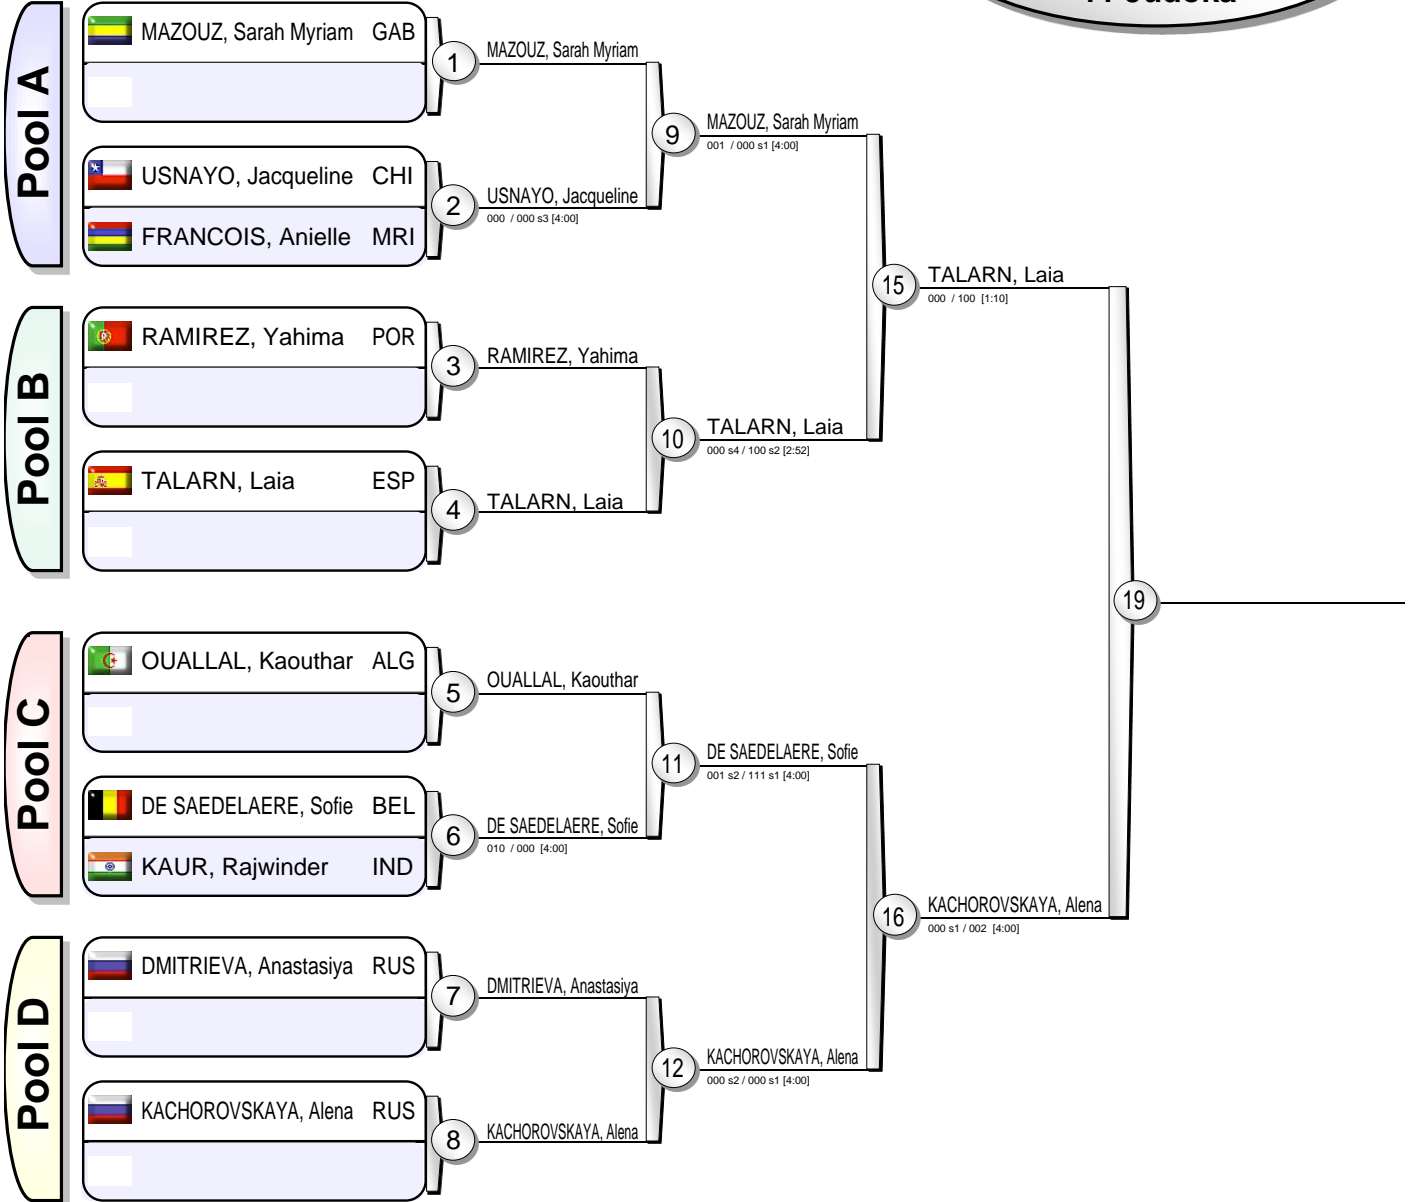 Pool A
MAZOUZ, Sarah Myriam GAB
1
MAZOUZ, Sarah Myriam
USNAYO, Jacqueline CHI
FRANCOIS, Anielle MRI
2
USNAYO, Jacqueline
000 / 000 s3 [4:00]
9
MAZOUZ, Sarah Myriam
001 / 000 s1 [4:00]
Pool B
RAMIREZ, Yahima POR
3
RAMIREZ, Yahima
TALARN, Laia ESP
4
TALARN, Laia
10
TALARN, Laia
000 s4 / 100 s2 [2:52]
15
TALARN, Laia
000 / 100 [1:10]
Pool C
OUALLAL, Kaouthar ALG
5
OUALLAL, Kaouthar
DE SAEDELAERE, Sofie BEL
KAUR, Rajwinder IND
6
DE SAEDELAERE, Sofie
010 / 000 [4:00]
11
DE SAEDELAERE, Sofie
001 s2 / 111 s1 [4:00]
Pool D
DMITRIEVA, Anastasiya RUS
7
DMITRIEVA, Anastasiya
KACHOROVSKAYA, Alena RUS
8
KACHOROVSKAYA, Alena
12
KACHOROVSKAYA, Alena
000 s2 / 000 s1 [4:00]
16
KACHOROVSKAYA, Alena
000 s1 / 002 [4:00]
19